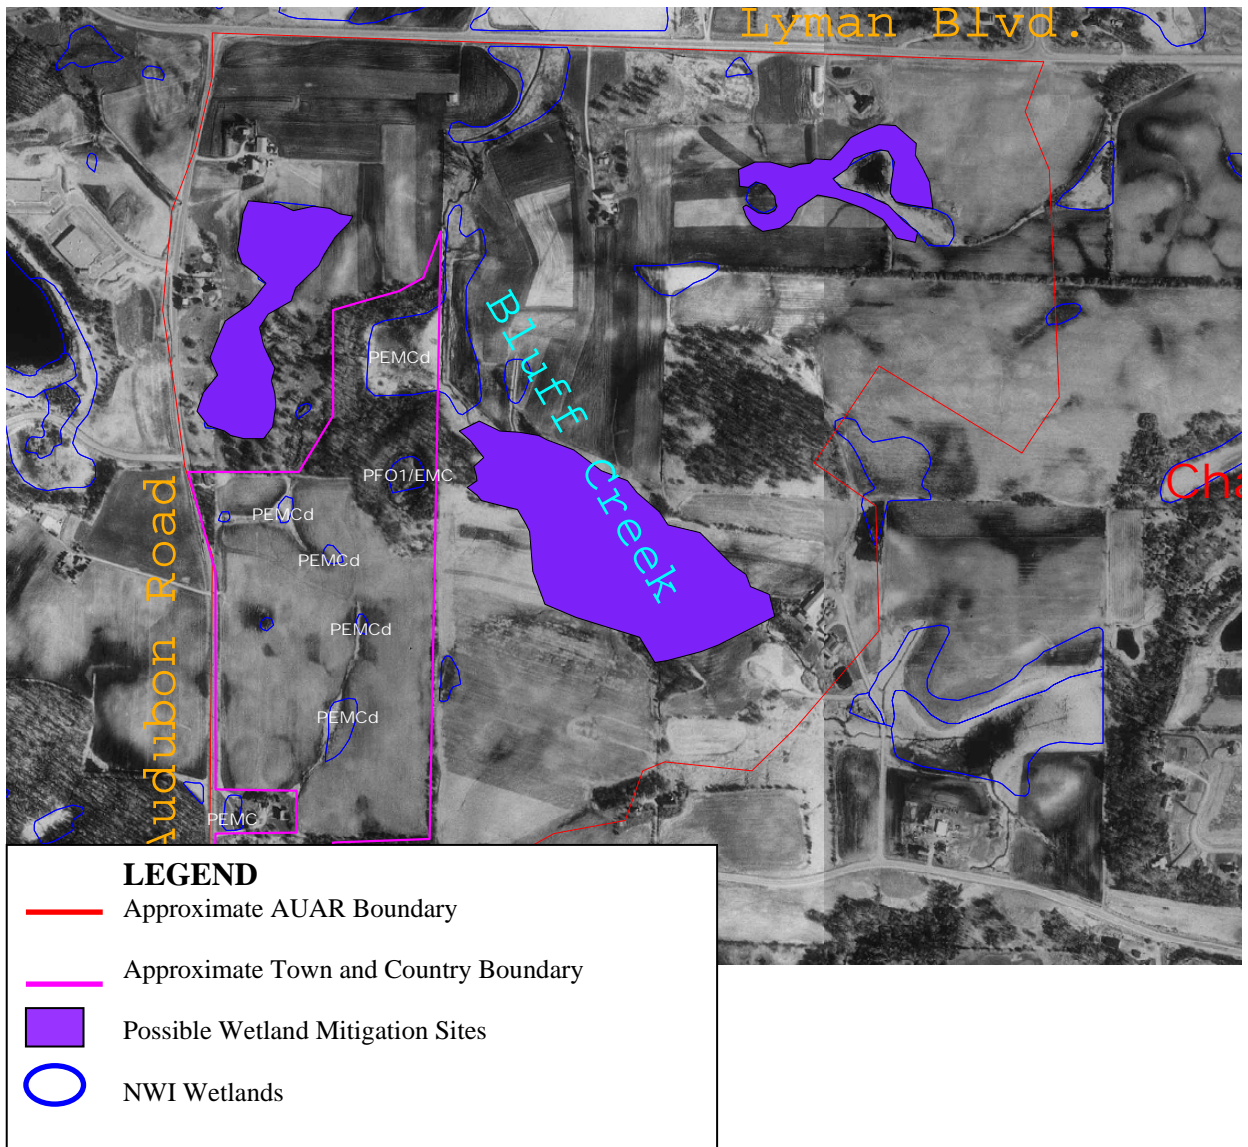 Lyman Blvd.
PEMCd
Bluff Creek
PFO1/EMC
Cha
PEMCd
PEMCd
PEMCd
PEMCd
PEMC
Audubon Road
LEGEND
Approximate AUAR Boundary
Approximate Town and Country Boundary
Possible Wetland Mitigation Sites
NWI Wetlands